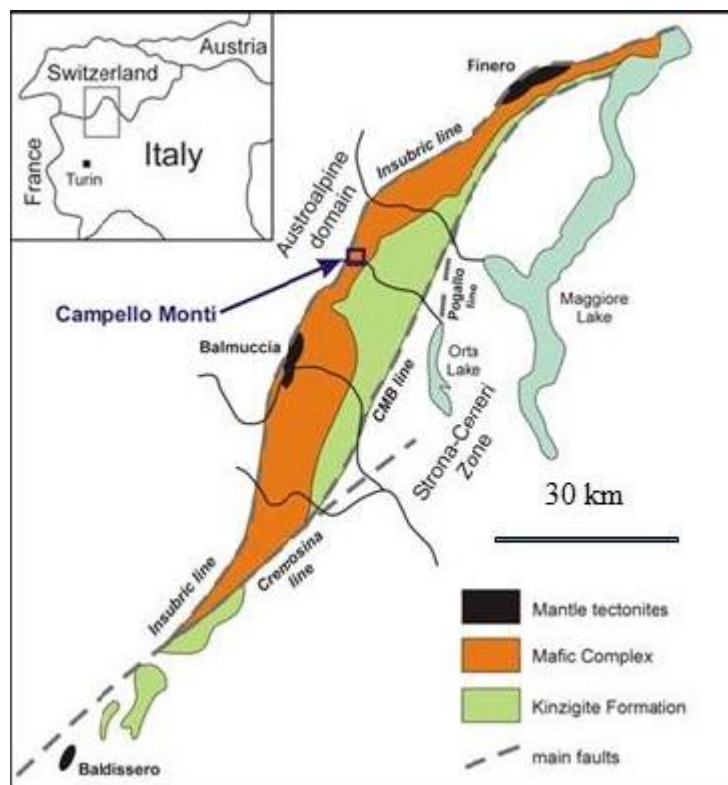 Austria
Switzerland
France
Italy
Turin
Finero
Insubric line
Austroalpine
domain
Campello Monti
Balmuccia
Pogallo
line
Maggiore
Lake
Orta
Lake
CMB line
Strona-Ceneri
Zone
30 km
Cremosina
line
Insubric line
Mantle tectonites
Mafic Complex
Kinzigite Formation
main faults
Baldissero